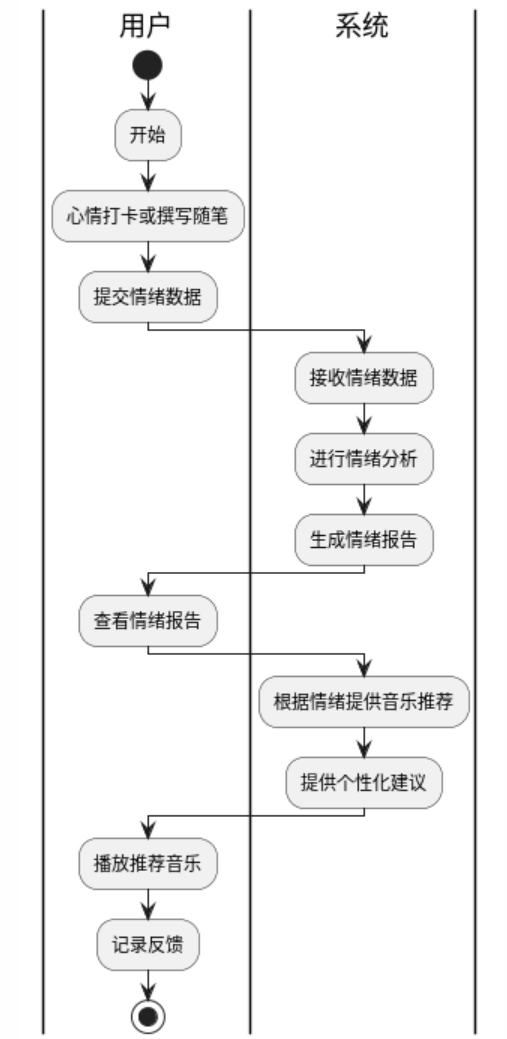 用户
系统
开始
心情打卡或撰写随笔
提交情绪数据
接收情绪数据
进行情绪分析
生成情绪报告
查看情绪报告
根据情绪提供音乐推荐
提供个性化建议
播放推荐音乐
记录反馈